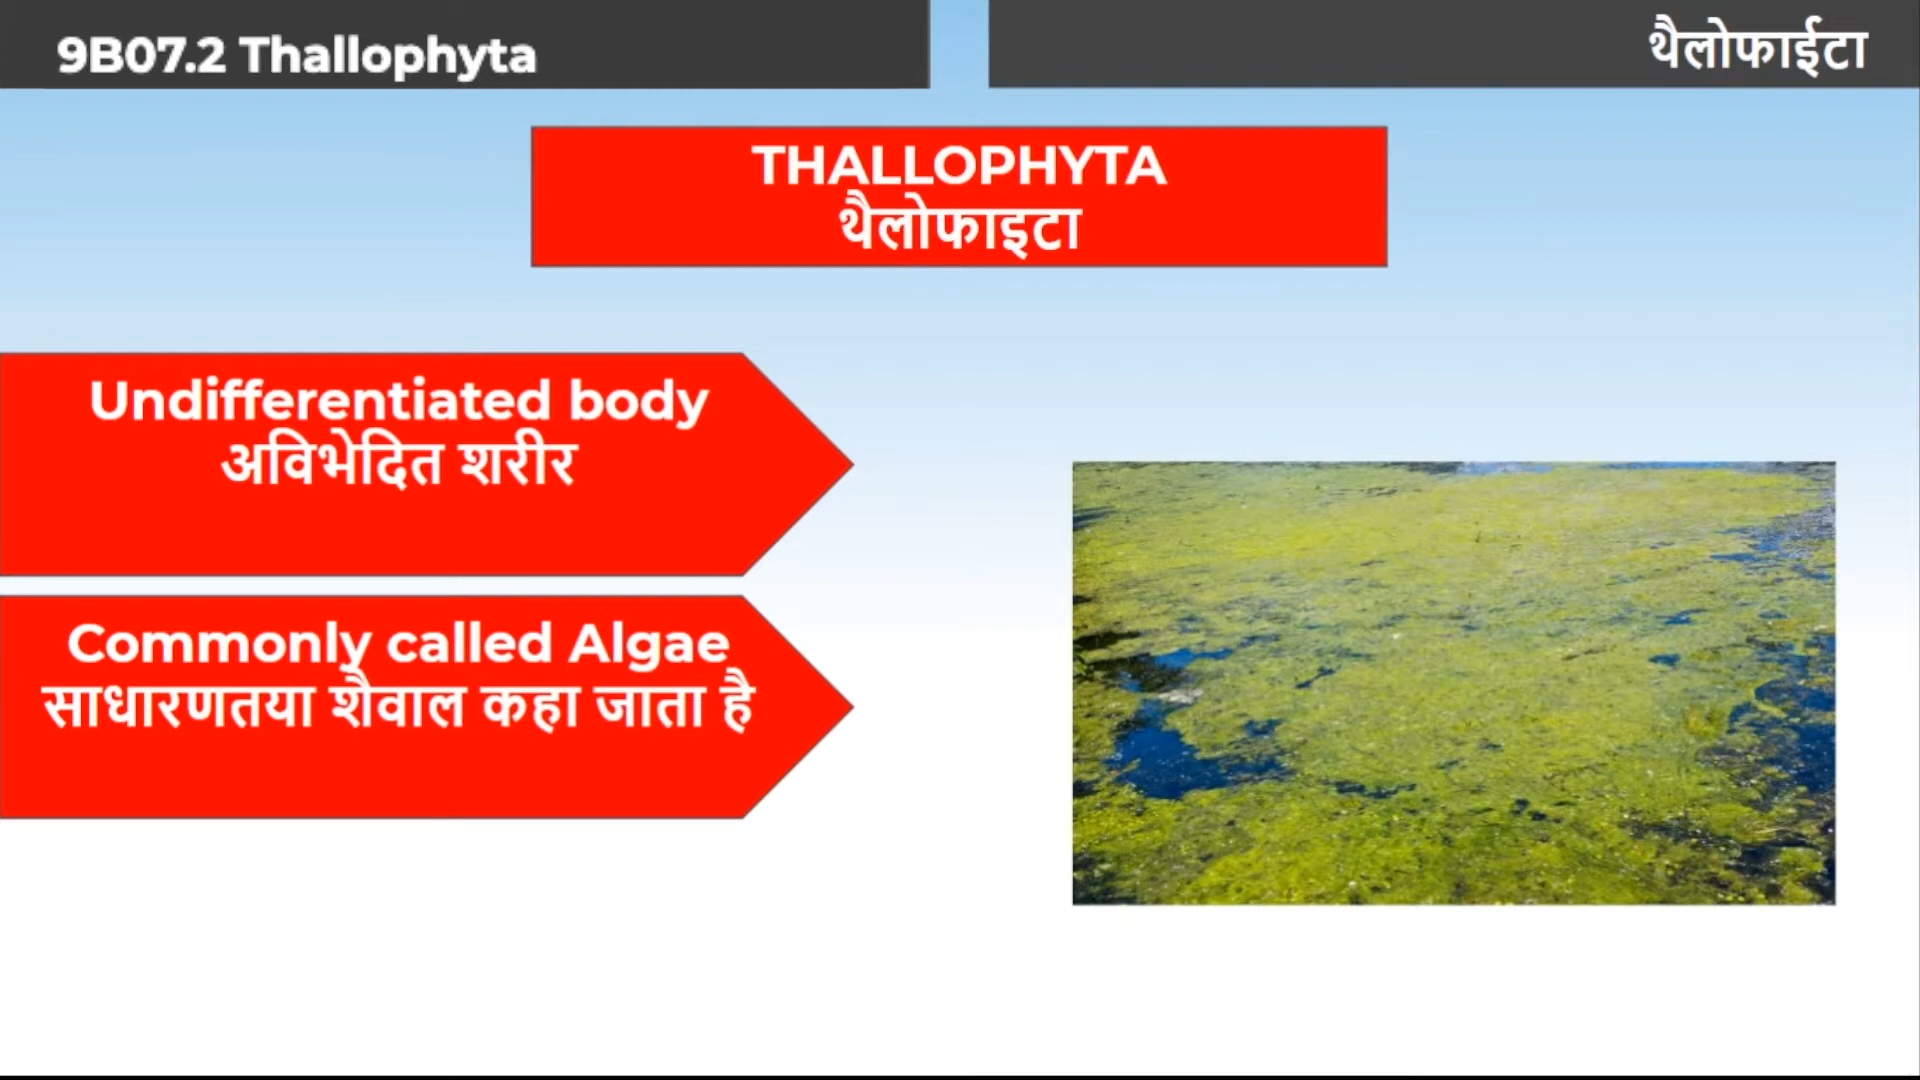 9B07.2 Thallophyta
थैलोफाईटा
THALLOPHYTA
थैलोफाइटा
Undifferentiated body
अविभेदित शरीर
Commonly called Algae
साधारणतया शैवाल कहा जाता है